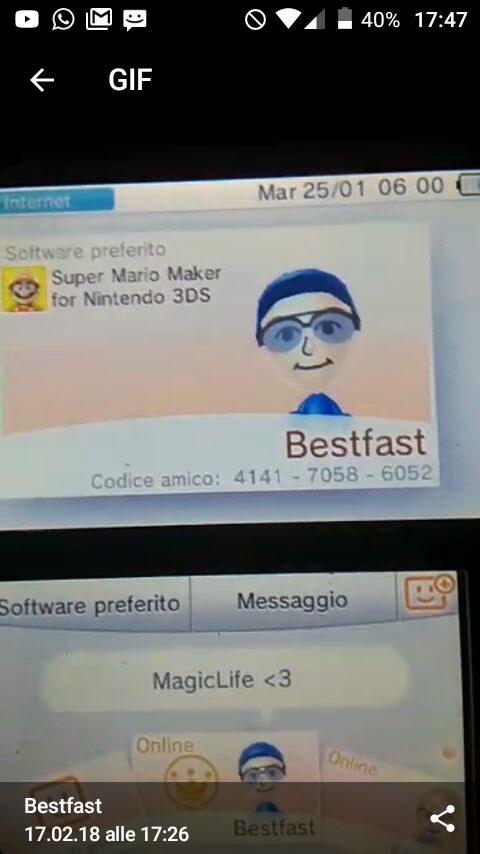 40% 17:47
GIF
Internet Mar 25/01 06 00
Software preferito
Super Mario Maker
for Nintendo 3DS
Bestfast
Codice amico: 4141 - 7058 - 6052
Software preferito Messaggio
MagicLife <3
Online Online
Bestfast
Bestfast
17.02.18 alle 17:26